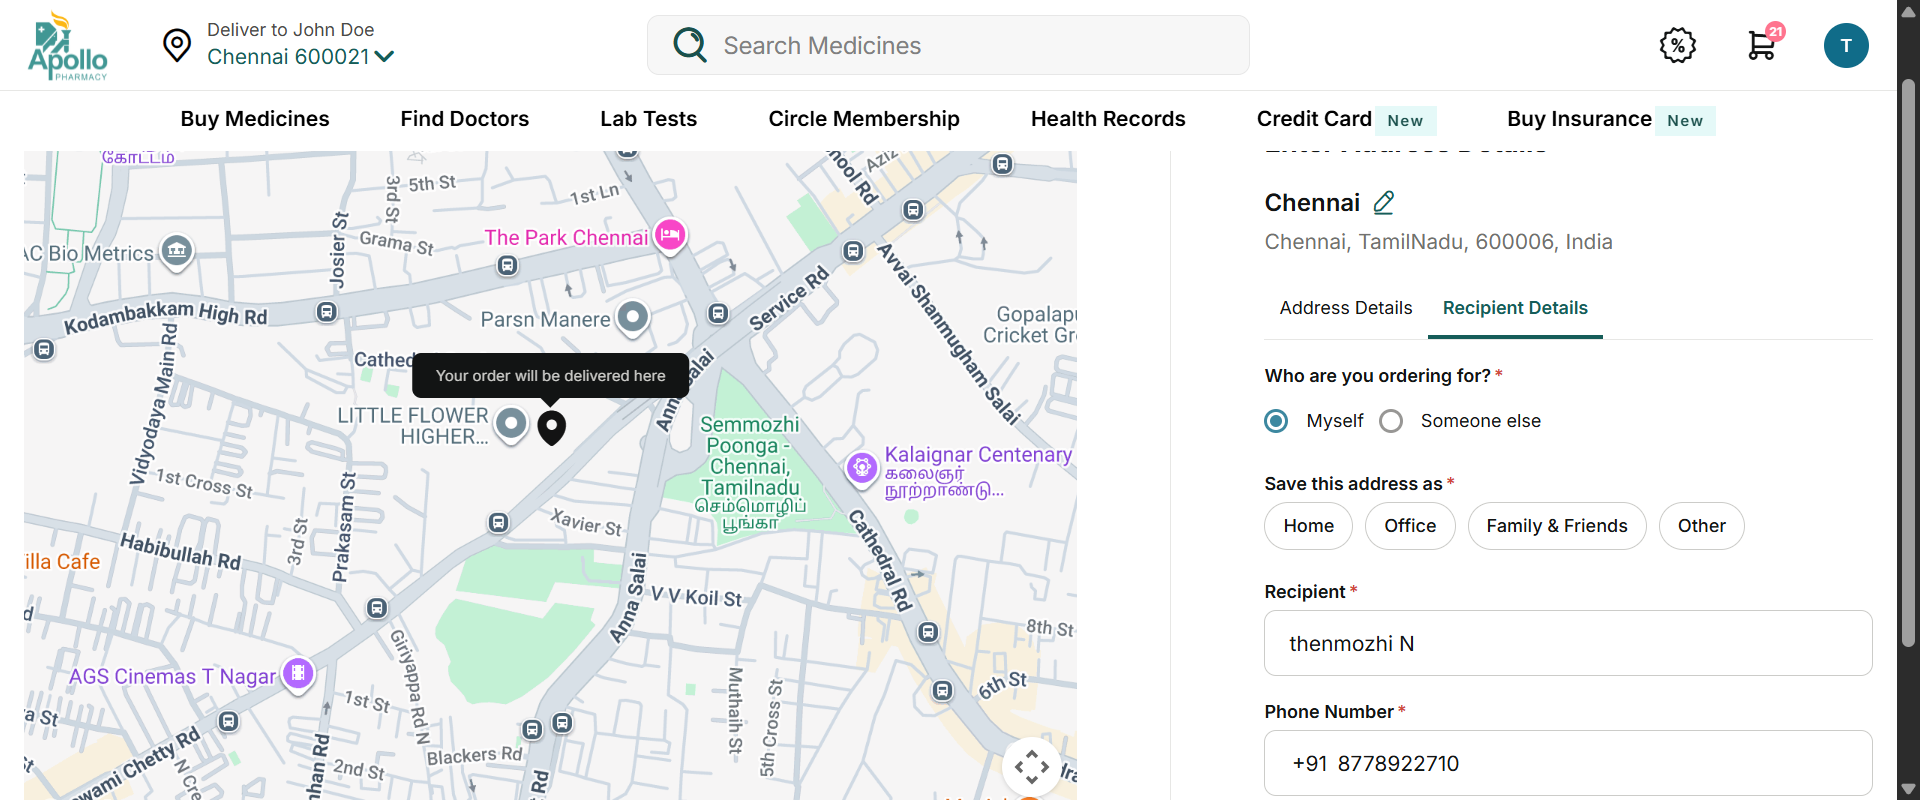 Apollo
PHARMACY
Deliver to John Doe
Chennai 600021
Search Medicines
%
21
T
Buy Medicines
Find Doctors
Lab Tests
Circle Membership
Health Records
Credit Card New
Buy Insurance New
கோட்டம்
5th St
3rd St
1st Ln
Aziz
The Park Chennai
AC Bio Metrics
Josier St
Grama St
Kodambakkam High Rd
Parsn Manere
Service Rd
Avvai Shanmugham Salai
Cricket Gr
Vidyodaya Main Rd
Your order will be delivered here
LITTLE FLOWER
HIGHER...
Semmozhi
Poonga -
Chennai,
Tamilnadu
செம்மொழிப்
பூங்கா
Kalaignar Centenary
கலைஞர்
நூற்றாண்டு...
1st Cross St
Prakasam St
3rd St
Xavier St
Habibullah Rd
illa Cafe
Anna Salai
Cathedral Rd
V V Koil St
8th St
Giriyappa Rd
AGS Cinemas T Nagar
1st St
6th St
Muthaih St
5th Cross St
Blackers Rd
2nd St
Chetty Rd
Chennai
Chennai, TamilNadu, 600006, India
Address Details
Recipient Details
Who are you ordering for? *
Myself
Someone else
Save this address as *
Home
Office
Family & Friends
Other
Recipient *
thenmozhi N
Phone Number *
+91 8778922710